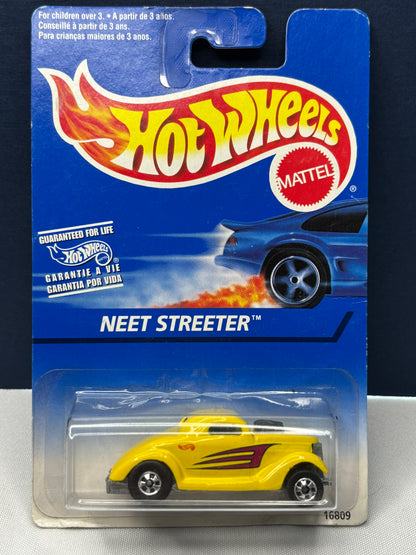 For children over 3. • A partir de 3 años.
Conseillé à partir de 3 ans.
Para crianças maiores de 3 anos.
HOT WHEELS
MATTEL
®
GUARANTEED FOR LIFE
HOT WHEELS ®
GARANTIE A VIE
GARANTIA POR VIDA
NEET STREETER™
16809